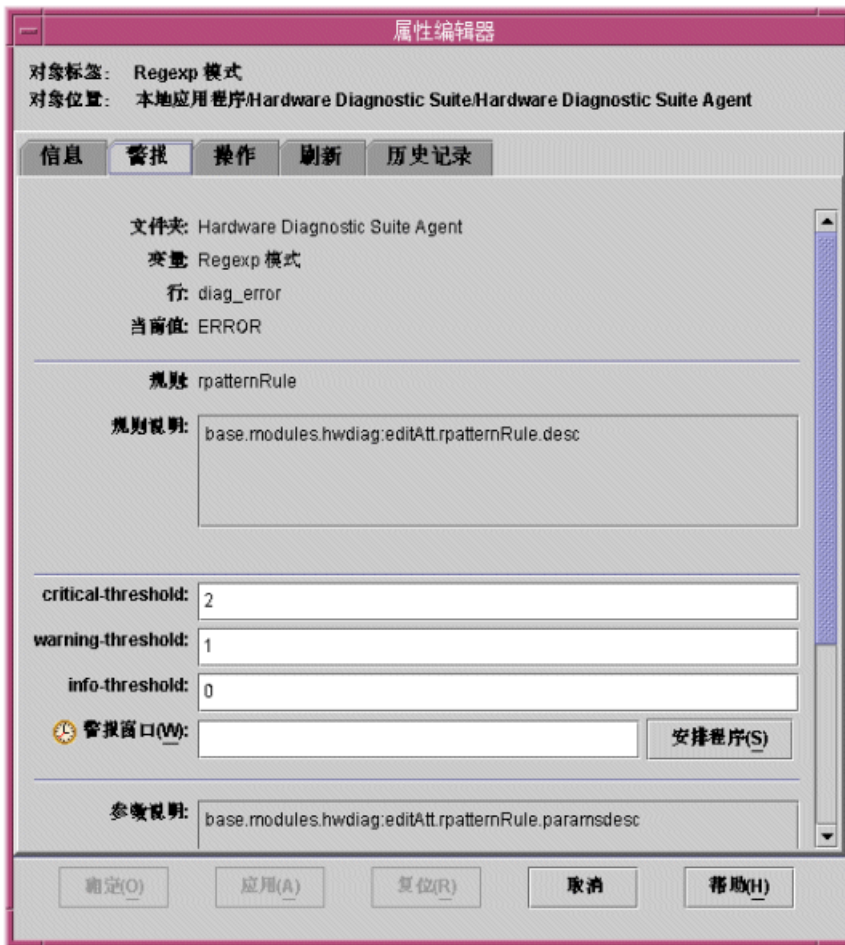 属性编辑器
对象标签: Regexp 模式
对象位置: 本地应用程序/Hardware Diagnostic Suite/Hardware Diagnostic Suite Agent
信息 警报 操作 刷新 历史记录
文件夹: Hardware Diagnostic Suite Agent
变量: Regexp 模式
行: diag_error
当前值: ERROR
规则: rpatternRule
规则说明: base.modules.hwdiag:editAtt.rpatternRule.desc
critical-threshold: 2
warning-threshold: 1
info-threshold: 0
警报窗口(W): 安排程序(S)
参数说明: base.modules.hwdiag:editAtt.rpatternRule.paramsdesc
确定(O) 应用(A) 复位(R) 取消 帮助(H)